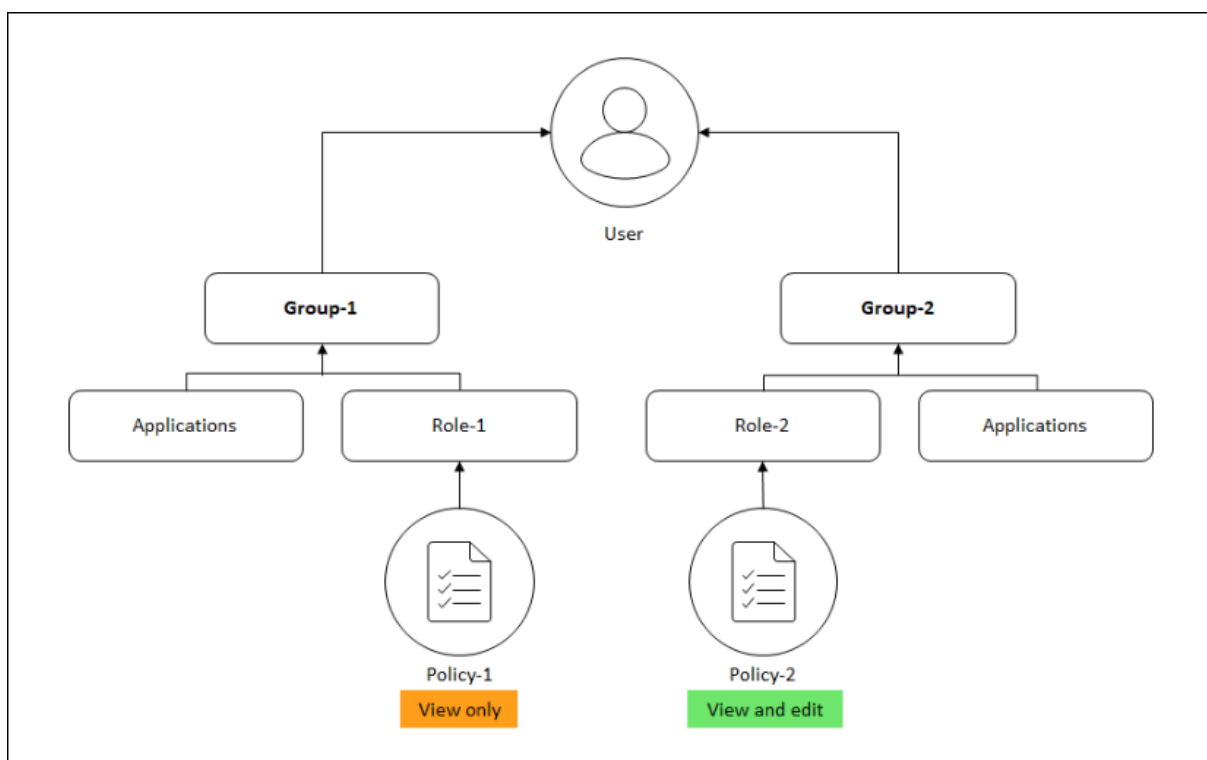 User
Group-1
Group-2
Applications
Role-1
Role-2
Applications
Policy-1
Policy-2
View only
View and edit